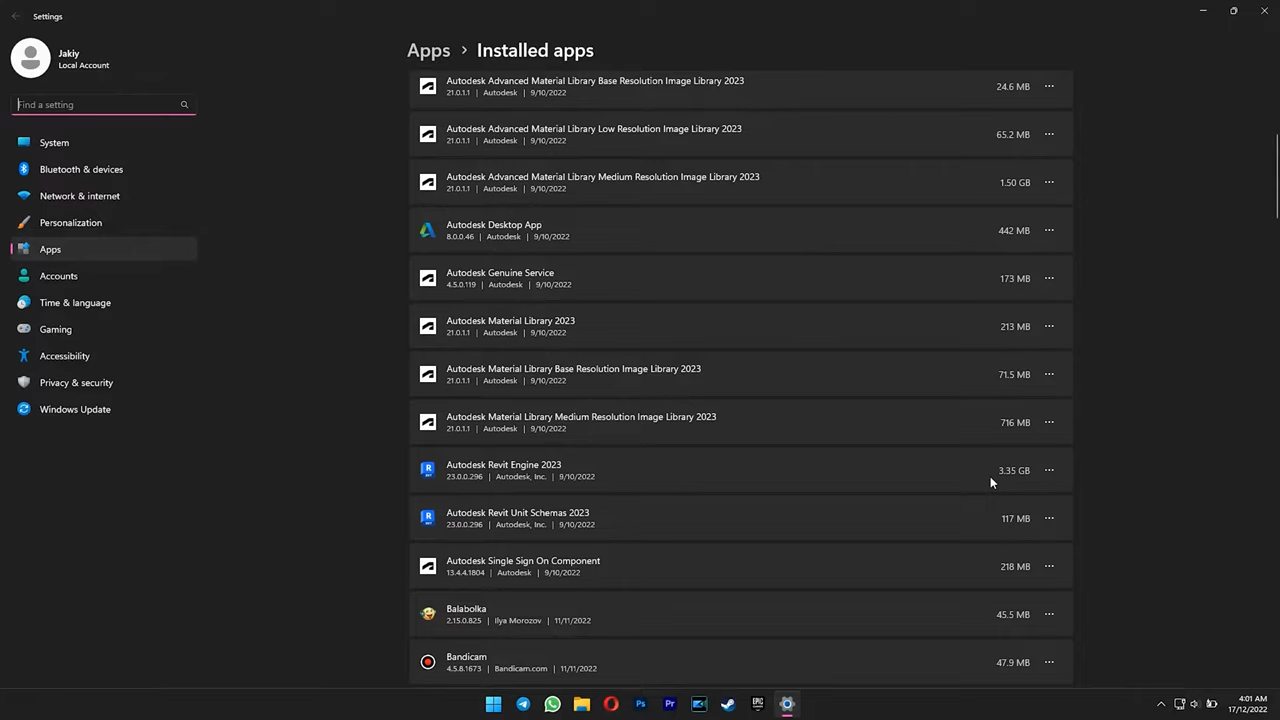 Settings
Jakiy
Local Account
Find a setting
System
Bluetooth & devices
Network & internet
Personalization
Apps
Accounts
Time & language
Gaming
Accessibility
Privacy & security
Windows Update
Apps > Installed apps
Autodesk Advanced Material Library Base Resolution Image Library 2023
21.0.1.1 | Autodesk | 9/10/2022
24.6 MB
Autodesk Advanced Material Library Low Resolution Image Library 2023
21.0.1.1 | Autodesk | 9/10/2022
65.2 MB
Autodesk Advanced Material Library Medium Resolution Image Library 2023
21.0.1.1 | Autodesk | 9/10/2022
1.50 GB
Autodesk Desktop App
8.0.0.46 | Autodesk | 9/10/2022
442 MB
Autodesk Genuine Service
4.5.0.119 | Autodesk | 9/10/2022
173 MB
Autodesk Material Library 2023
21.0.1.1 | Autodesk | 9/10/2022
213 MB
Autodesk Material Library Base Resolution Image Library 2023
21.0.1.1 | Autodesk | 9/10/2022
71.5 MB
Autodesk Material Library Medium Resolution Image Library 2023
21.0.1.1 | Autodesk | 9/10/2022
716 MB
Autodesk Revit Engine 2023
23.0.0.296 | Autodesk, Inc. | 9/10/2022
3.35 GB
Autodesk Revit Unit Schemas 2023
23.0.0.296 | Autodesk, Inc. | 9/10/2022
117 MB
Autodesk Single Sign On Component
13.4.4.1804 | Autodesk | 9/10/2022
218 MB
Balabolka
2.15.0.825 | Ilya Morozov | 11/11/2022
45.5 MB
Bandicam
4.5.8.1673 | Bandicam.com | 11/11/2022
47.9 MB
Ps
Pr
EPIC
4:01 AM
17/12/2022